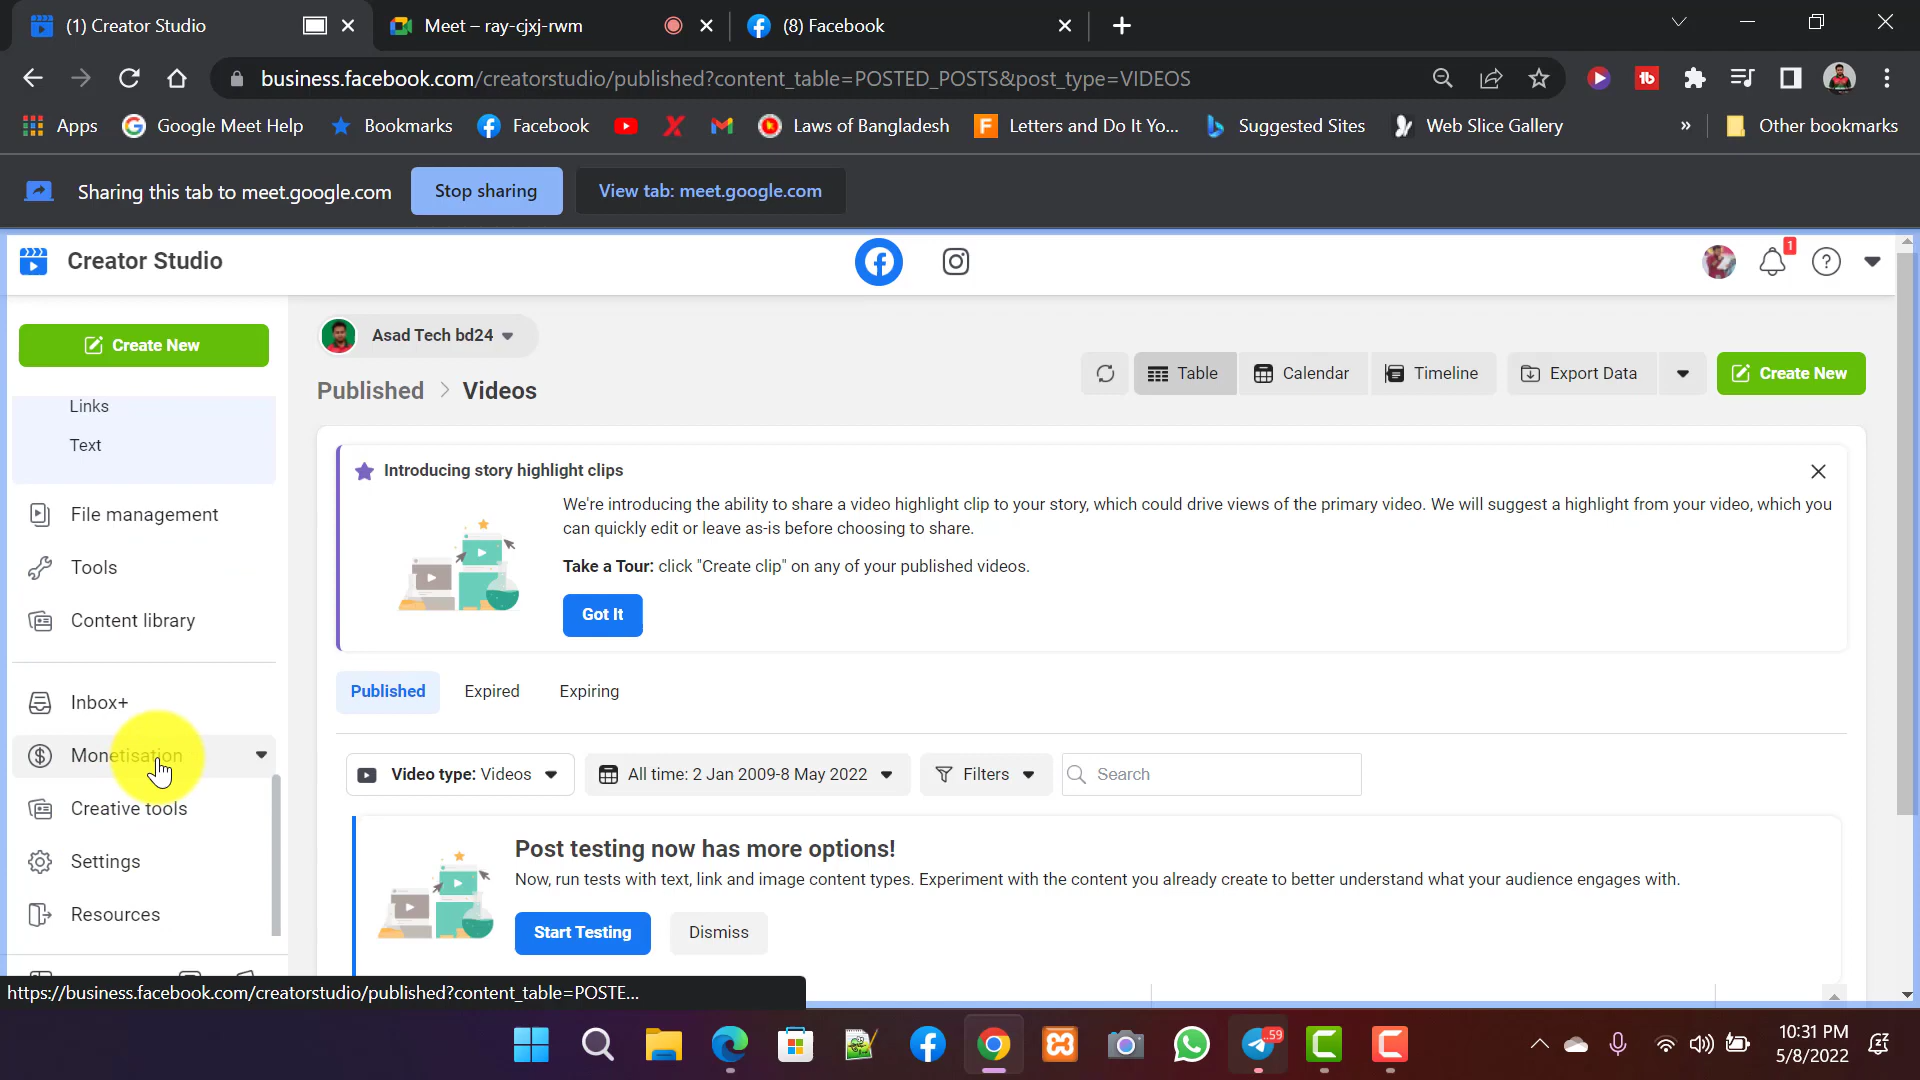 (1) Creator Studio
Meet – ray-cjxj-rwm
(8) Facebook
business.facebook.com/creatorstudio/published?content_table=POSTED_POSTS&post_type=VIDEOS
Apps
Google Meet Help
Bookmarks
Facebook
Laws of Bangladesh
Letters and Do It Yo...
Suggested Sites
Web Slice Gallery
»
Other bookmarks
Sharing this tab to meet.google.com
Stop sharing
View tab: meet.google.com
Creator Studio
1
Create New
Links
Text
File management
Tools
Content library
Inbox+
Monetisation
Creative tools
Settings
Resources
Asad Tech bd24
Published > Videos
Table
Calendar
Timeline
Export Data
Create New
Introducing story highlight clips
We're introducing the ability to share a video highlight clip to your story, which could drive views of the primary video. We will suggest a highlight from your video, which you
can quickly edit or leave as-is before choosing to share.
Take a Tour: click "Create clip" on any of your published videos.
Got It
Published
Expired
Expiring
Video type: Videos
All time: 2 Jan 2009-8 May 2022
Filters
Search
Post testing now has more options!
Now, run tests with text, link and image content types. Experiment with the content you already create to better understand what your audience engages with.
Start Testing
Dismiss
https://business.facebook.com/creatorstudio/published?content_table=POSTE...
59
10:31 PM
5/8/2022